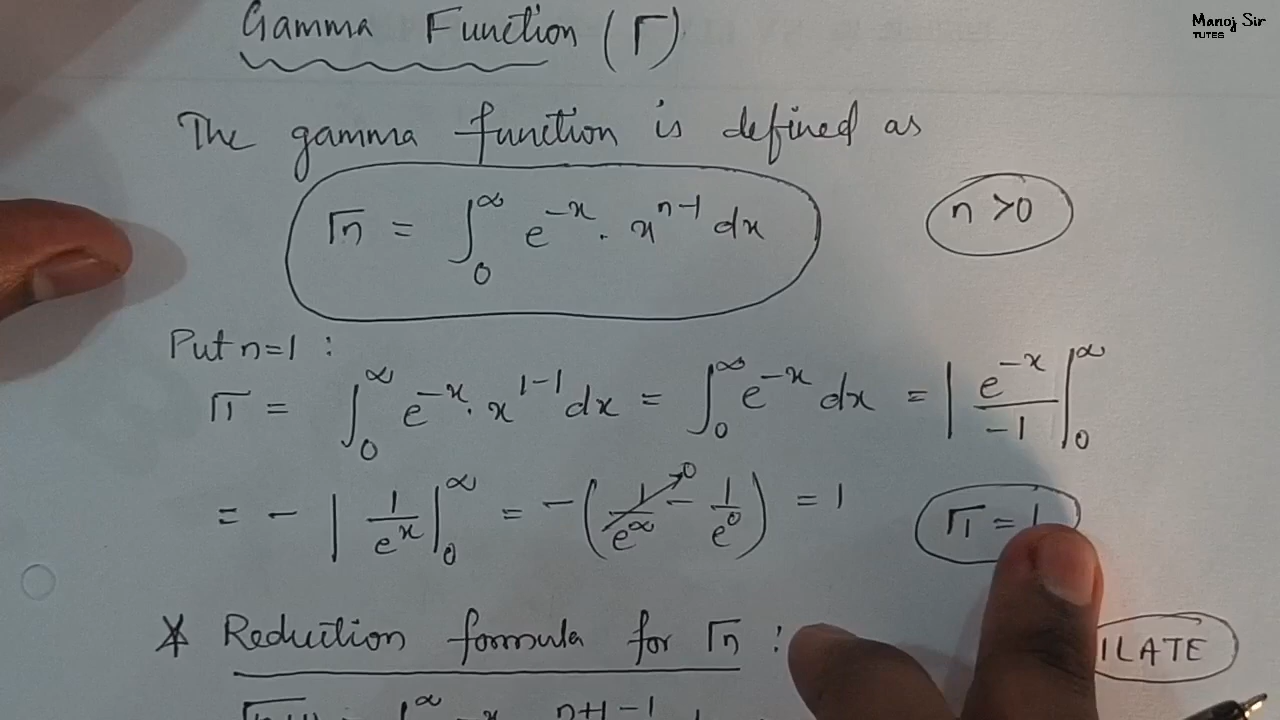 Manoj Sir
TUTES
Gamma Function (Γ)
The gamma function is defined as
Γn = ∫₀^∞ e^(-x) · x^(n-1) dx    n > 0
Put n=1 :
Γ1 = ∫₀^∞ e^(-x) · x^(1-1) dx = ∫₀^∞ e^(-x) dx = | e^(-x) / -1 |₀^∞
= - | 1/e^x |₀^∞ = -( 1/e^∞ → 0 - 1/e^0 ) = 1    Γ1 = 1
* Reduction formula for Γn :    ILATE